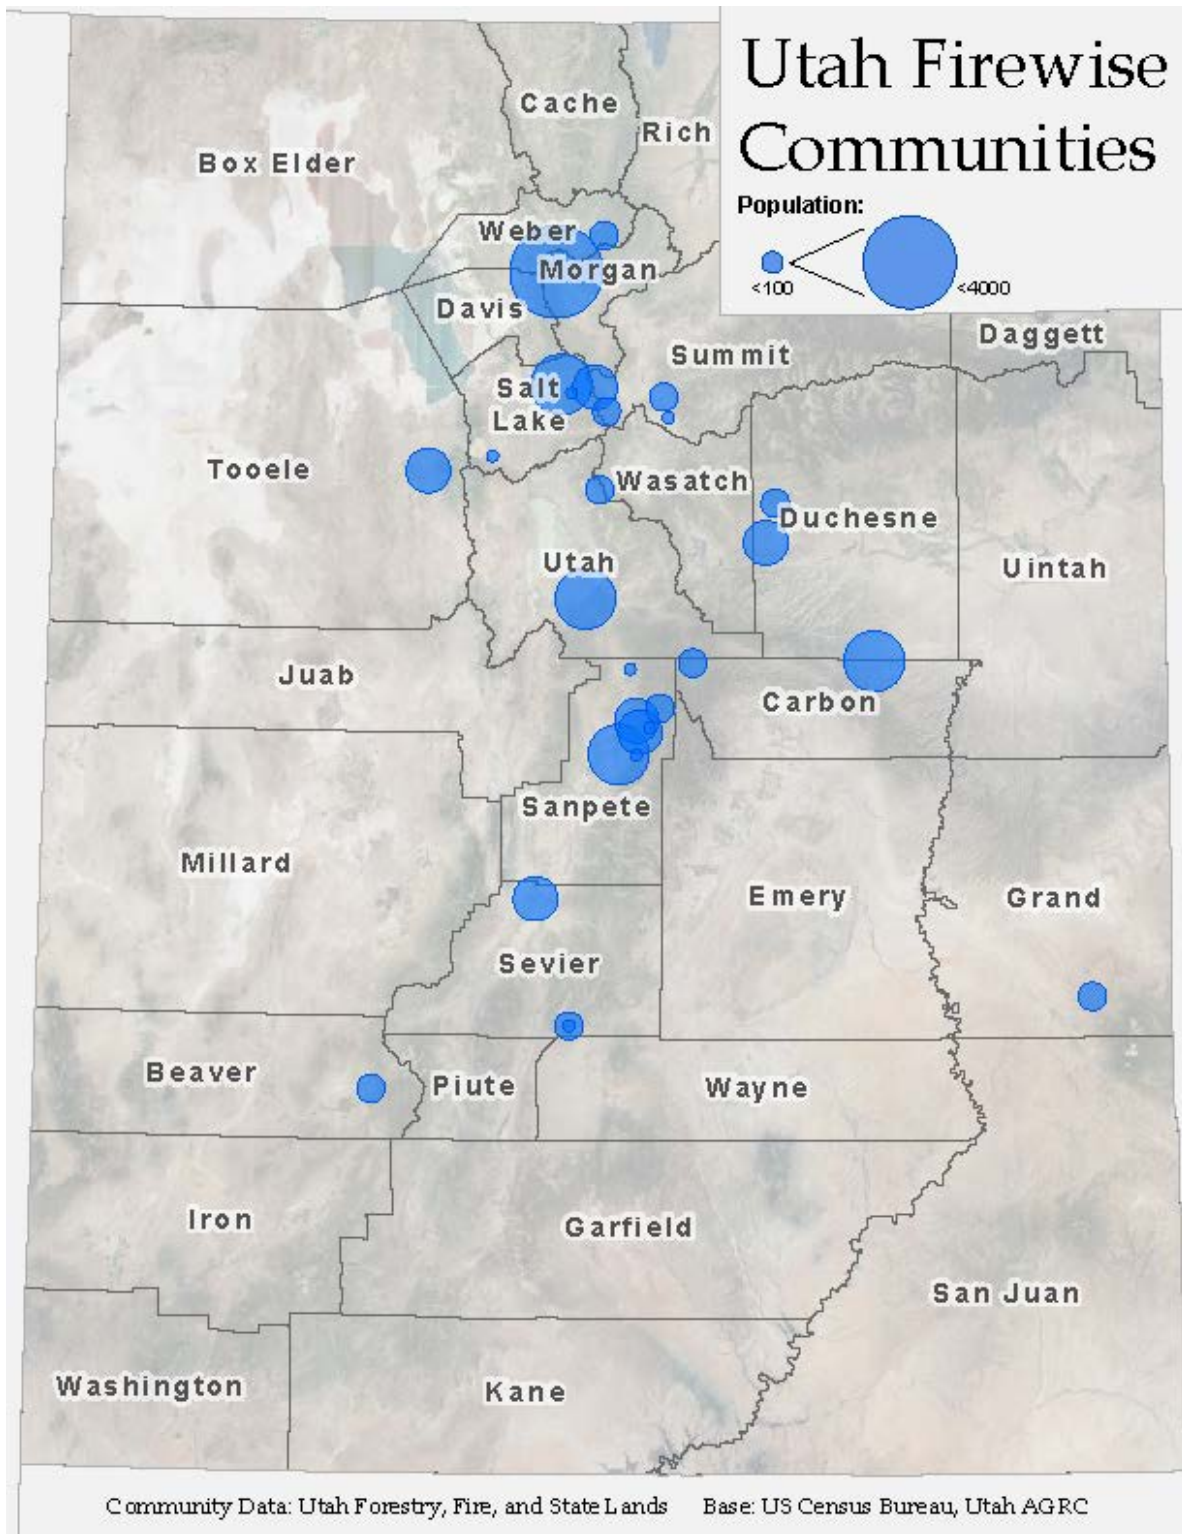 Utah Firewise
Communities
Population:
<100
<4000
Cache
Rich
Box Elder
Weber
Morgan
Davis
Summit
Daggett
Salt
Lake
Tooele
Wasatch
Duchesne
Utah
Uintah
Juab
Carbon
Sanpete
Millard
Emery
Grand
Sevier
Beaver
Piute
Wayne
Iron
Garfield
San Juan
Washington
Kane
Community Data: Utah Forestry, Fire, and State Lands Base: US Census Bureau, Utah AGRC